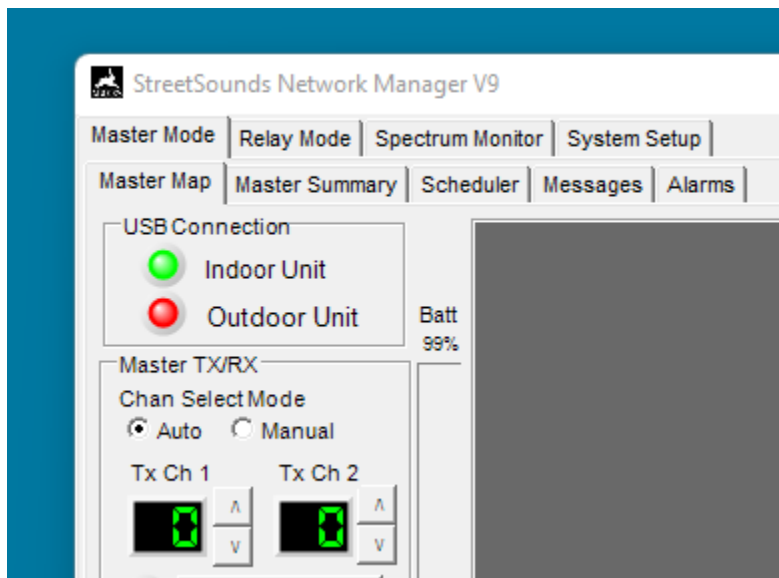 StreetSounds Network Manager V9
Master Mode Relay Mode Spectrum Monitor System Setup
Master Map Master Summary Scheduler Messages Alarms
USB Connection
Indoor Unit
Outdoor Unit
Batt
99%
Master TX/RX
Chan Select Mode
Auto Manual
Tx Ch 1 Tx Ch 2
0 0